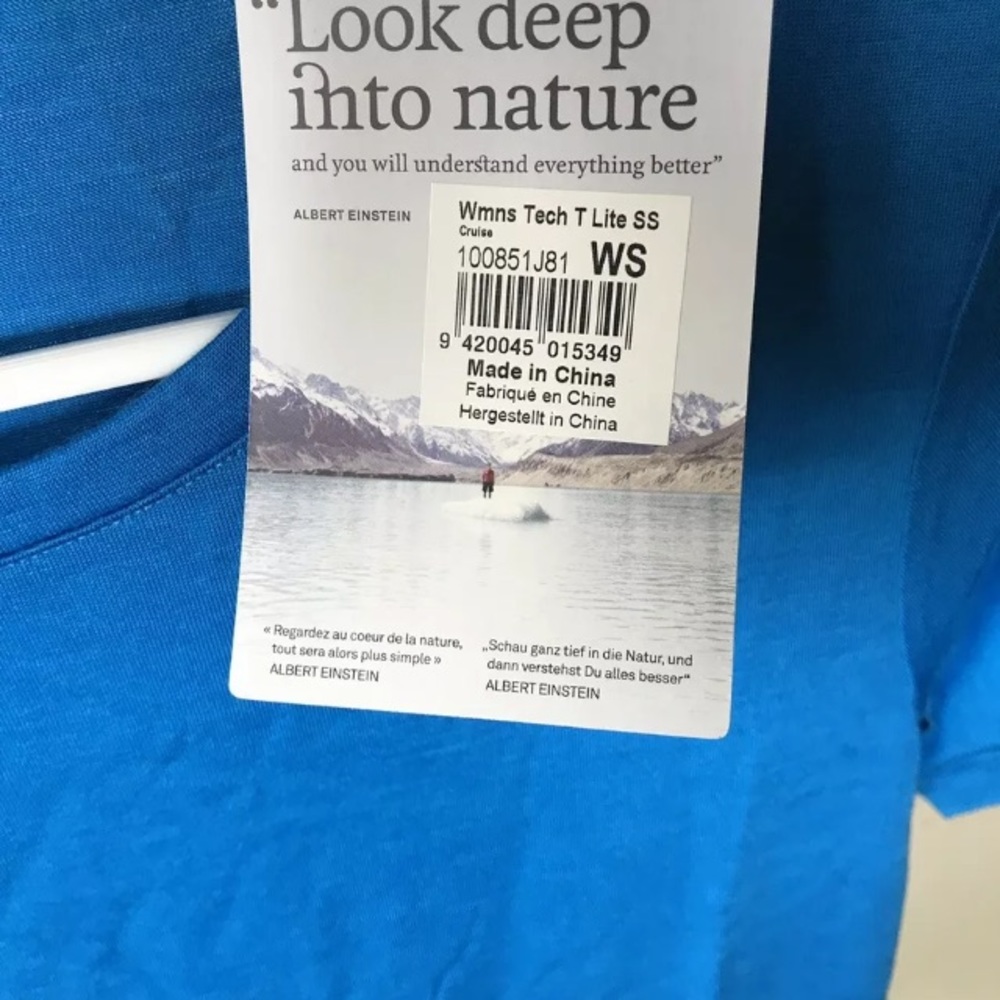 “Look deep
into nature
and you will understand everything better”
ALBERT EINSTEIN
Wmns Tech T Lite SS
Cruise
100851J81 WS
9 420045 015349
Made in China
Fabriqué en Chine
Hergestellt in China
« Regardez au coeur de la nature,
tout sera alors plus simple »
ALBERT EINSTEIN
„Schau ganz tief in die Natur, und
dann verstehst Du alles besser“
ALBERT EINSTEIN